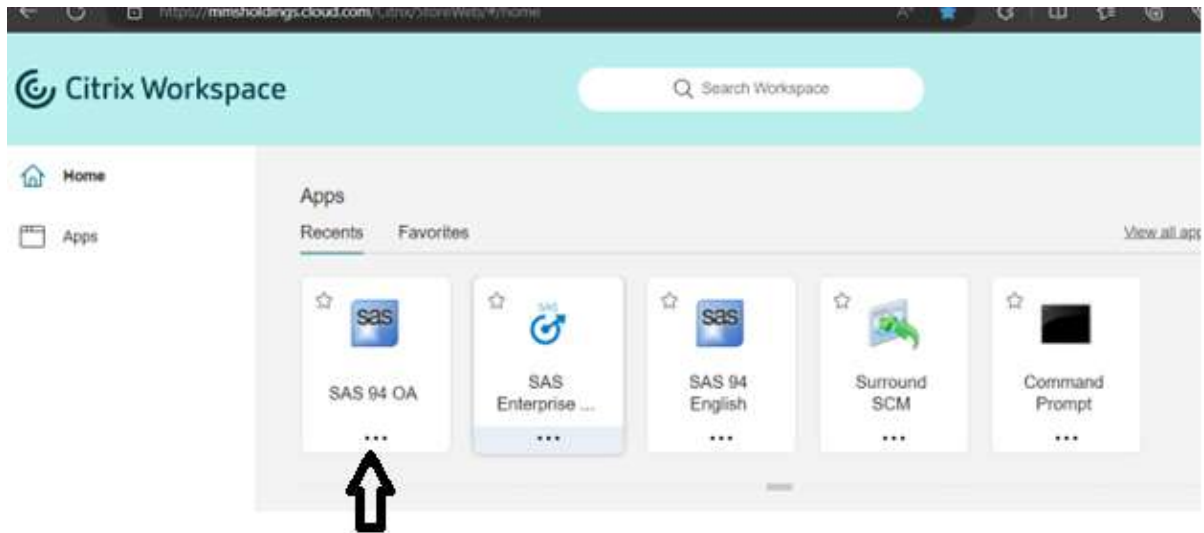 https://mmsholdings.cloud.com/Citrix/StoreWeb/#/home
Citrix Workspace
Search Workspace
Home
Apps
Apps
Recents Favorites View all app
sas SAS sas
SAS 94 OA
SAS
Enterprise ...
SAS 94
English
Surround
SCM
Command
Prompt